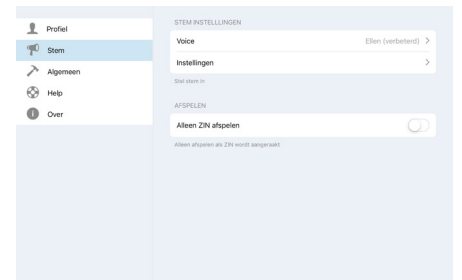 Profiel
Stem
Algemeen
Help
Over
STEM INSTELLLINGEN
Voice Ellen (verbeterd)
Instellingen
Stel stem in
AFSPELEN
Alleen ZIN afspelen
Alleen afspelen als ZIN wordt aangeraakt